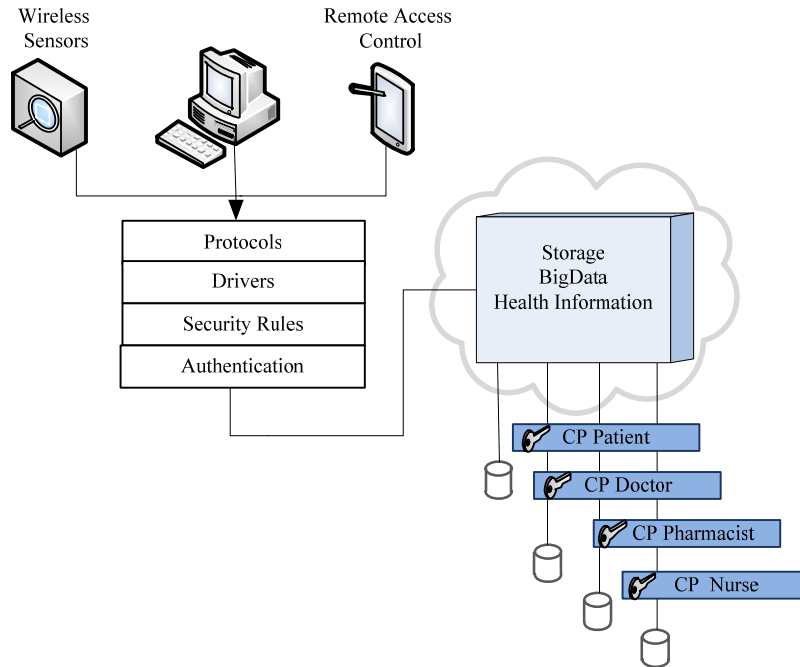 Wireless
Sensors
Remote Access
Control
Protocols
Drivers
Security Rules
Authentication
Storage
BigData
Health Information
CP Patient
CP Doctor
CP Pharmacist
CP Nurse